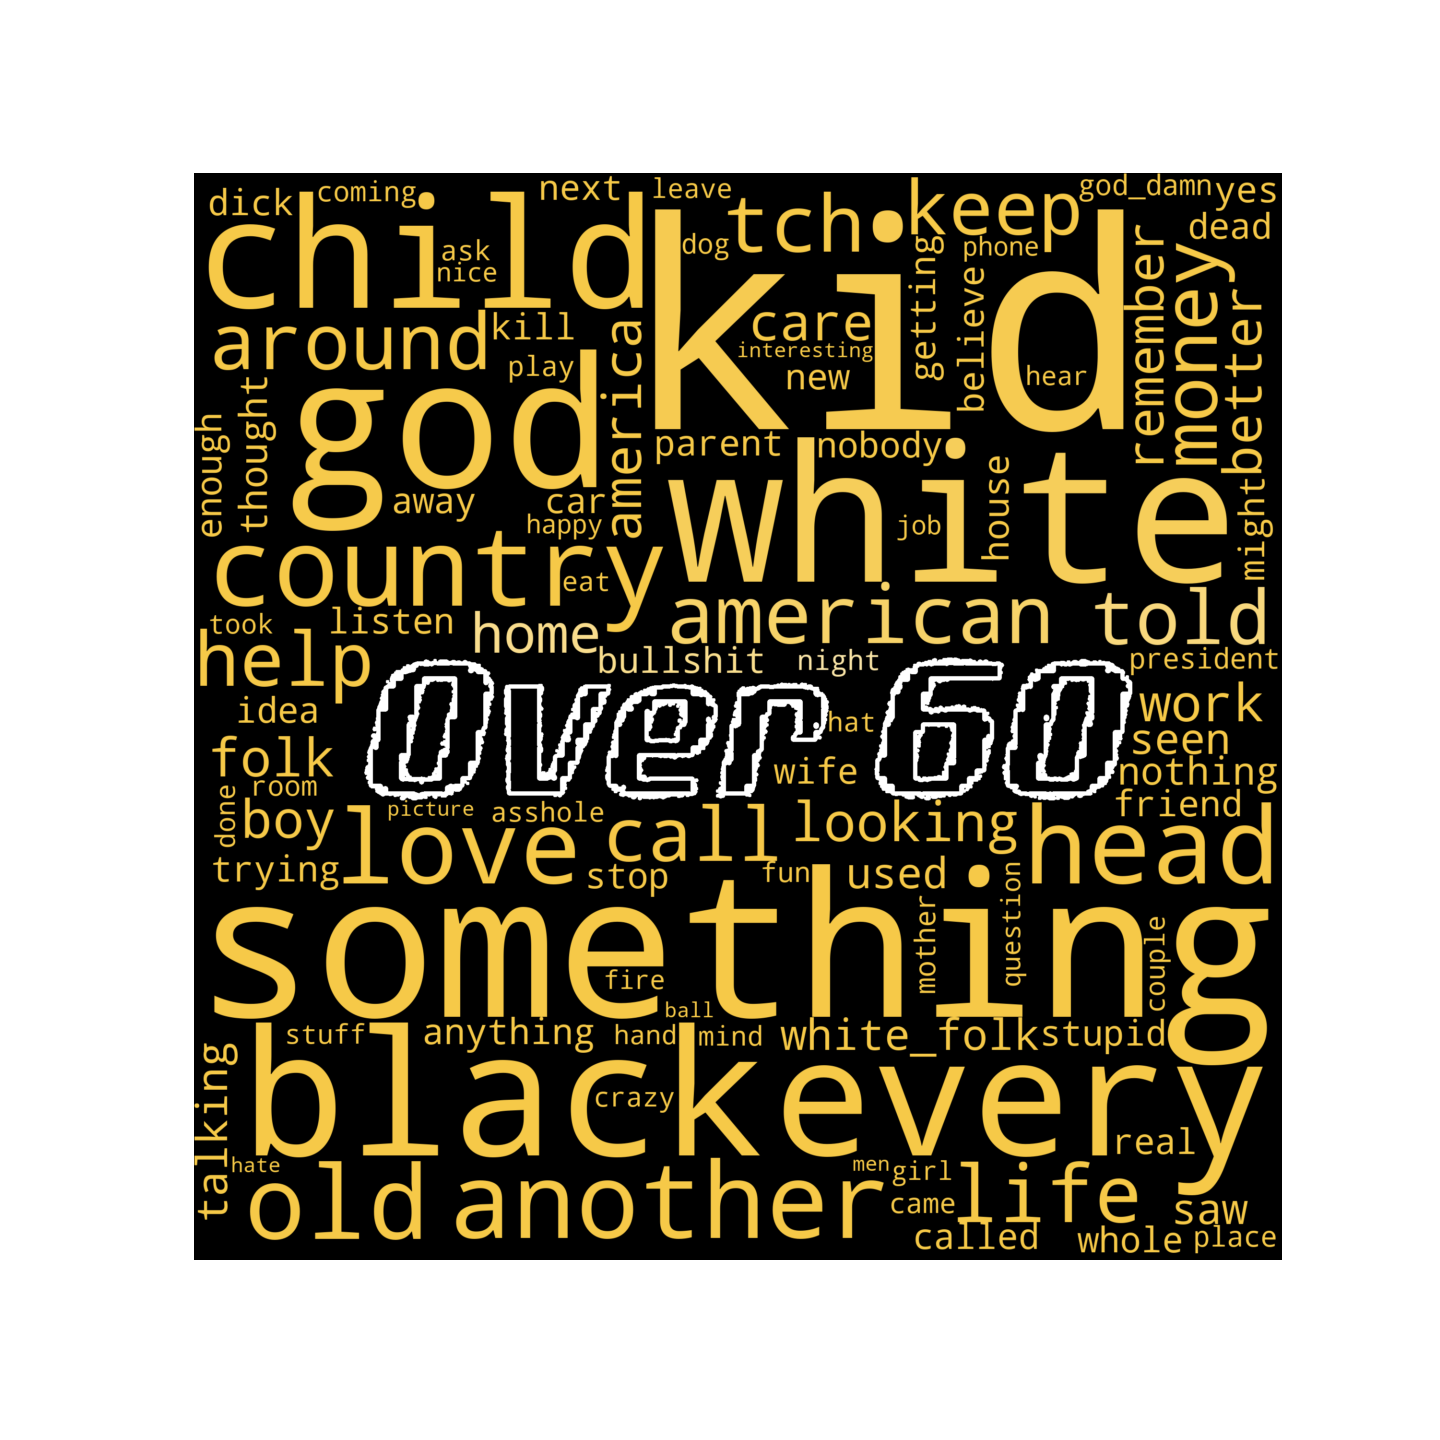 dick coming next leave god_damn yes
child ask nice dog tch kid keep phone dead
around kill play america care interesting new getting believe hear remember money better
enough thought god away car happy parent nobody white job house might
country eat american told
took listen home bullshit night president
help idea Over 60 hat work
folk room wife seen nothing
done boy picture asshole looking friend
trying love call stop fun used head
something fire ball mother question couple
stuff anything hand mind white_folk stupid
talking black crazy every real
hate old another men girl came life saw
called whole place